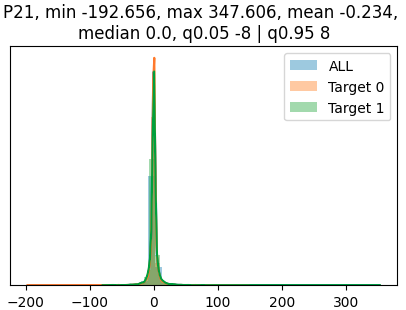 P21, min -192.656, max 347.606, mean -0.234,
median 0.0, q0.05 -8 | q0.95 8
ALL
Target 0
Target 1
−200 −100 0 100 200 300